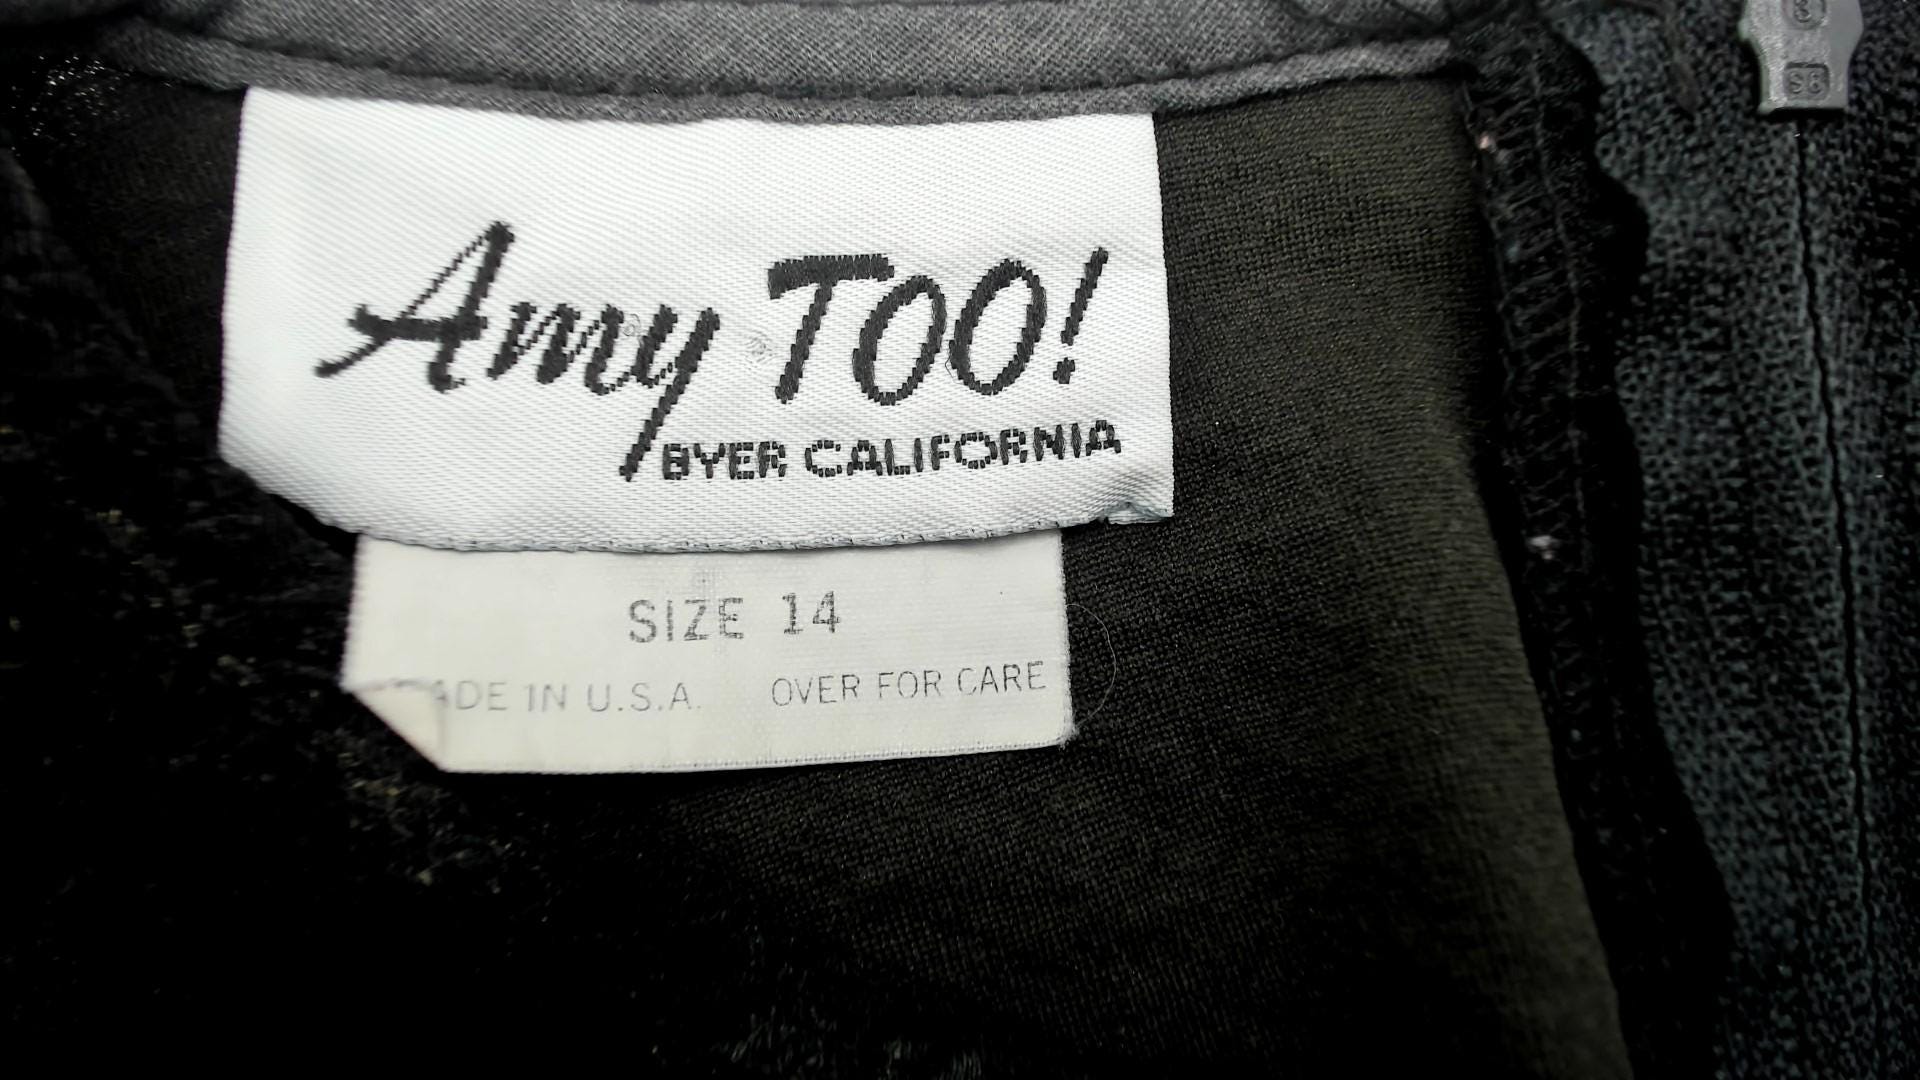 Amy TOO!
BYER CALIFORNIA
SIZE 14
ADE IN U.S.A. OVER FOR CARE